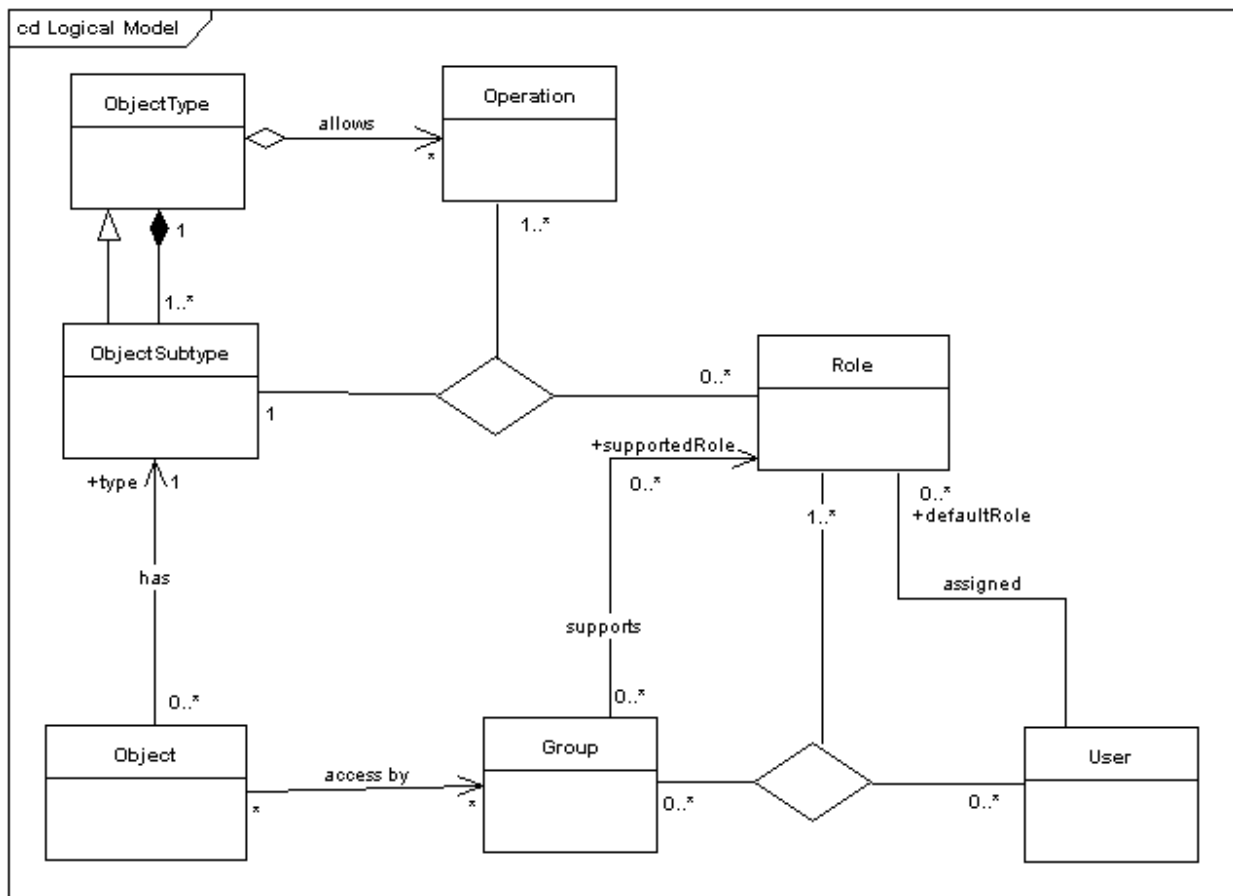 cd Logical Model
ObjectType
Operation
allows
*
1
1..*
1..*
ObjectSubtype
Role
0..*
1
+supportedRole
+type
1
0..*
0..*
+defaultRole
1..*
has
assigned
supports
0..*
0..*
Object
Group
User
access by
*
*
0..*
0..*